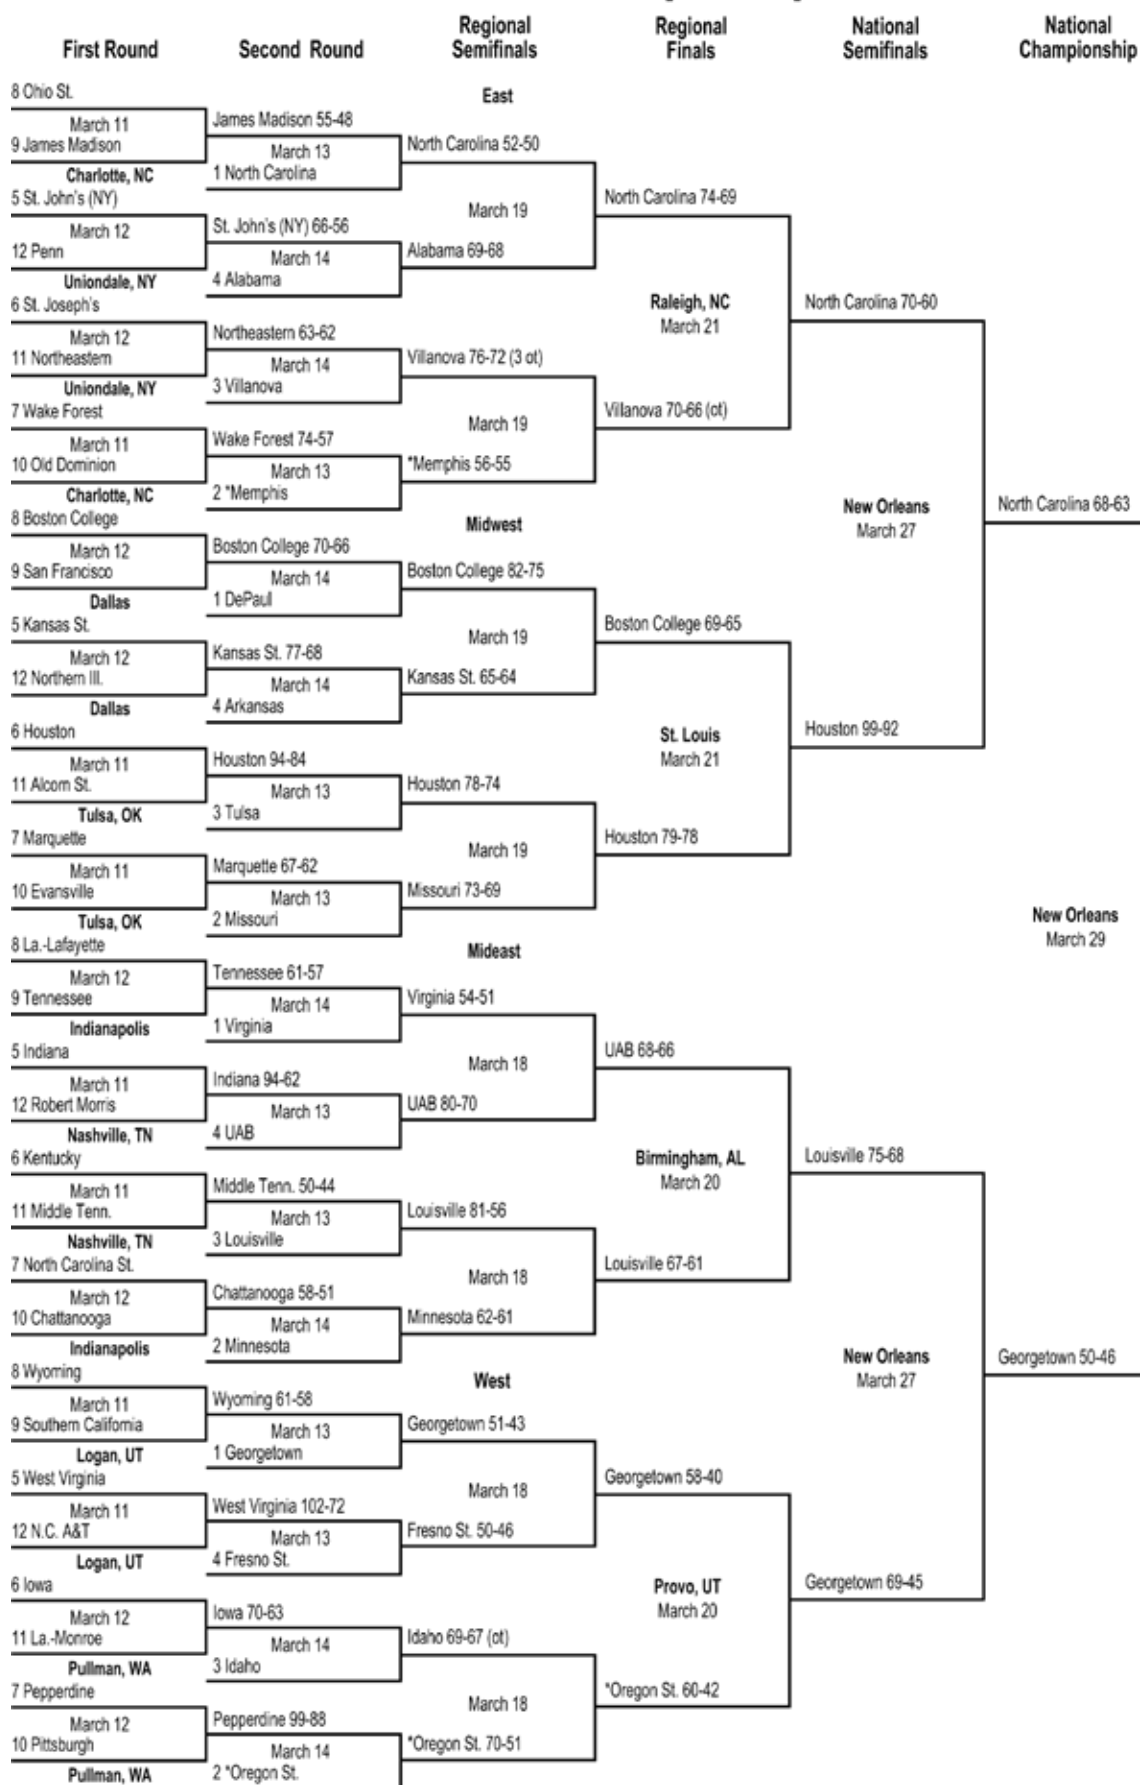 First Round
Second Round
Regional
Semifinals
Regional
Finals
National
Semifinals
National
Championship
8 Ohio St.
March 11
9 James Madison
Charlotte, NC
5 St. John's (NY)
March 12
12 Penn
Uniondale, NY
6 St. Joseph's
March 12
11 Northeastern
Uniondale, NY
7 Wake Forest
March 11
10 Old Dominion
Charlotte, NC
8 Boston College
March 12
9 San Francisco
Dallas
5 Kansas St.
March 12
12 Northern Ill.
Dallas
6 Houston
March 11
11 Alcorn St.
Tulsa, OK
7 Marquette
March 11
10 Evansville
Tulsa, OK
8 La.-Lafayette
March 12
9 Tennessee
Indianapolis
5 Indiana
March 11
12 Robert Morris
Nashville, TN
6 Kentucky
March 11
11 Middle Tenn.
Nashville, TN
7 North Carolina St.
March 12
10 Chattanooga
Indianapolis
8 Wyoming
March 11
9 Southern California
Logan, UT
5 West Virginia
March 11
12 N.C. A&T
Logan, UT
6 Iowa
March 12
11 La.-Monroe
Pullman, WA
7 Pepperdine
March 12
10 Pittsburgh
Pullman, WA
James Madison 55-48
March 13
1 North Carolina
St. John's (NY) 66-56
March 14
4 Alabama
Northeastern 63-62
March 14
3 Villanova
Wake Forest 74-57
March 13
2 *Memphis
Boston College 70-66
March 14
1 DePaul
Kansas St. 77-68
March 14
4 Arkansas
Houston 94-84
March 13
3 Tulsa
Marquette 67-62
March 13
2 Missouri
Tennessee 61-57
March 14
1 Virginia
Indiana 94-62
March 13
4 UAB
Middle Tenn. 50-44
March 13
3 Louisville
Chattanooga 58-51
March 14
2 Minnesota
Wyoming 61-58
March 13
1 Georgetown
West Virginia 102-72
March 13
4 Fresno St.
Iowa 70-63
March 14
3 Idaho
Pepperdine 99-88
March 14
2 *Oregon St.
East
North Carolina 52-50
March 19
Alabama 69-68
Villanova 76-72 (3 ot)
March 19
*Memphis 56-55
Midwest
Boston College 82-75
March 19
Kansas St. 65-64
Houston 78-74
March 19
Missouri 73-69
Mideast
Virginia 54-51
March 18
UAB 80-70
Louisville 81-56
March 18
Minnesota 62-61
West
Georgetown 51-43
March 18
Fresno St. 50-46
Idaho 69-67 (ot)
March 18
*Oregon St. 70-51
North Carolina 74-69
Raleigh, NC
March 21
Villanova 70-66 (ot)
Boston College 69-65
St. Louis
March 21
Houston 79-78
UAB 68-66
Birmingham, AL
March 20
Louisville 67-61
Georgetown 58-40
Provo, UT
March 20
*Oregon St. 60-42
North Carolina 70-60
New Orleans
March 27
Houston 99-92
Louisville 75-68
New Orleans
March 27
Georgetown 69-45
North Carolina 68-63
New Orleans
March 29
Georgetown 50-46